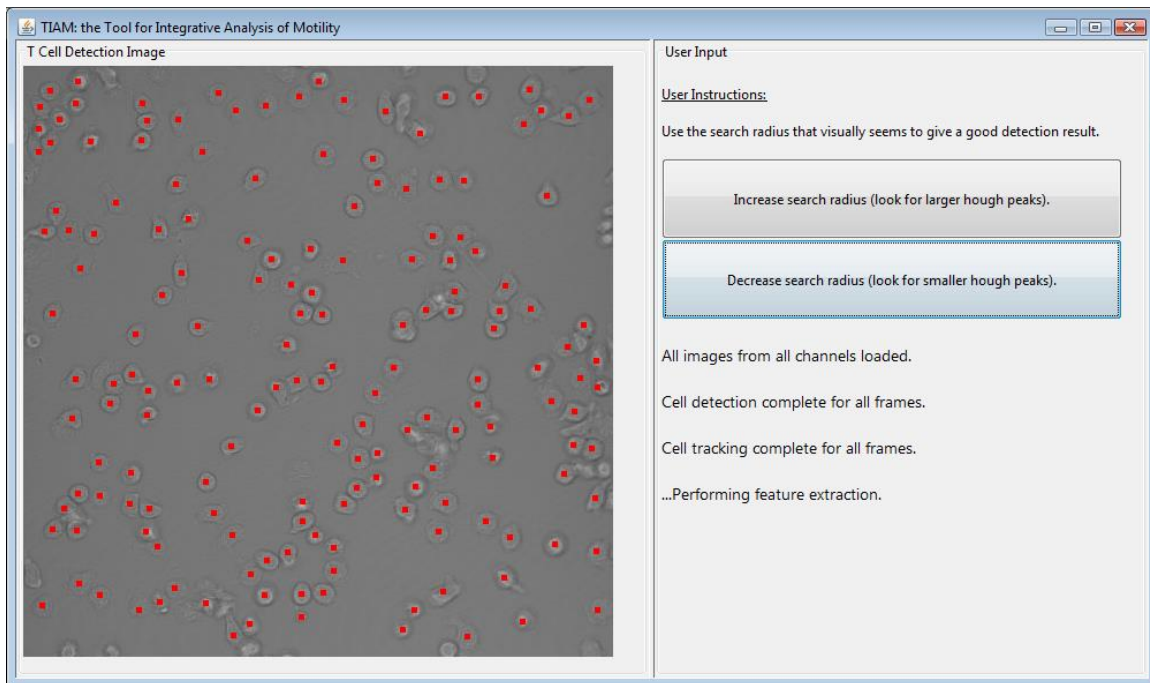 TIAM: the Tool for Integrative Analysis of Motility
T Cell Detection Image
User Input
User Instructions:
Use the search radius that visually seems to give a good detection result.
Increase search radius (look for larger hough peaks).
Decrease search radius (look for smaller hough peaks).
All images from all channels loaded.
Cell detection complete for all frames.
Cell tracking complete for all frames.
...Performing feature extraction.